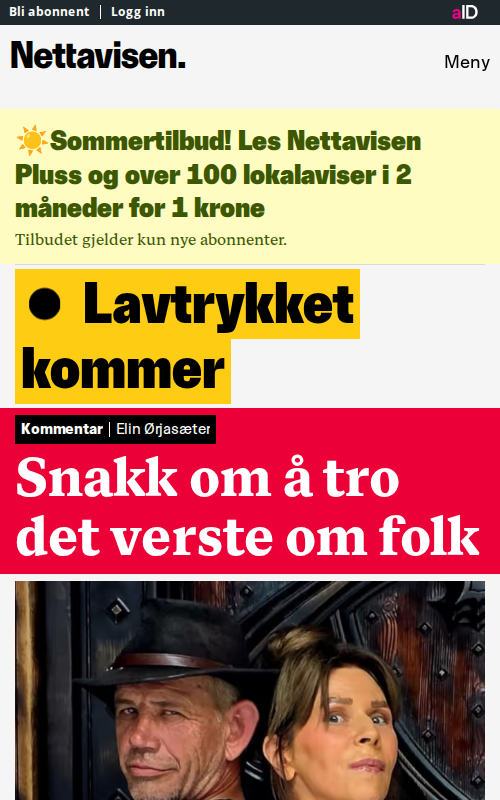 Bli abonnent | Logg inn
aID
Nettavisen.
Meny
☀️Sommertilbud! Les Nettavisen
Pluss og over 100 lokalaviser i 2
måneder for 1 krone
Tilbudet gjelder kun nye abonnenter.
● Lavtrykket
kommer
Kommentar | Elin Ørjasæter
Snakk om å tro
det verste om folk